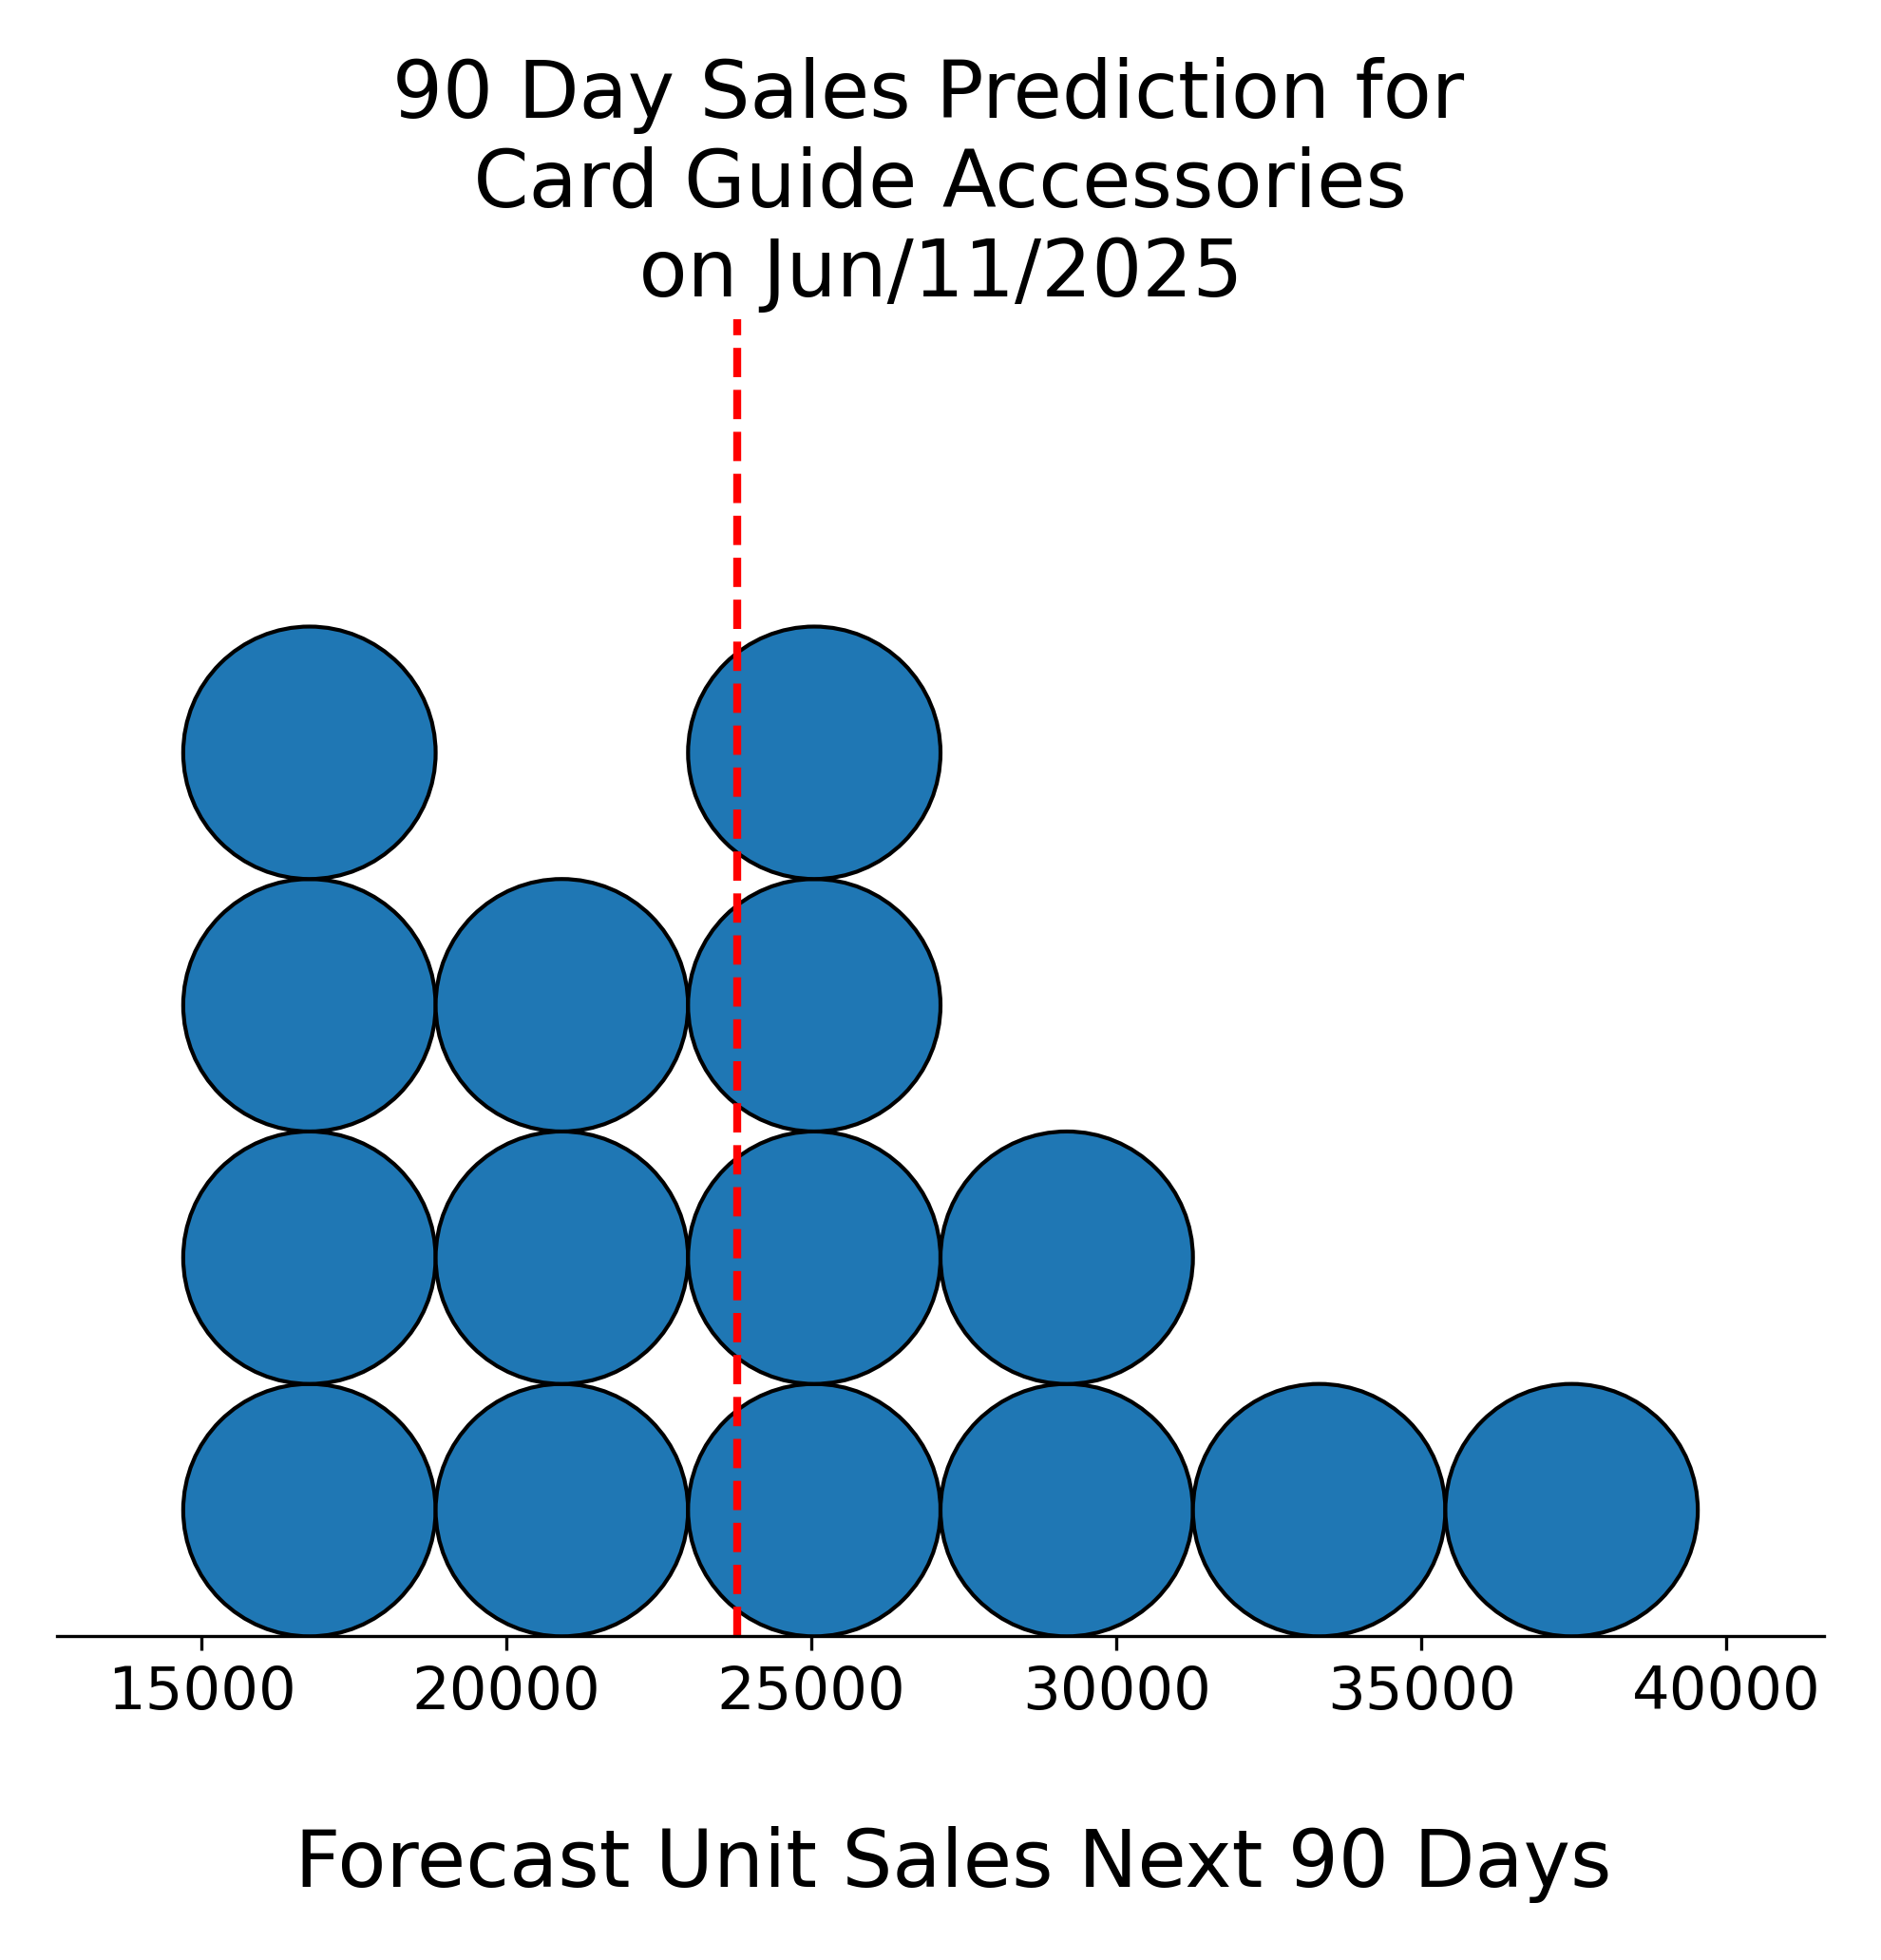 90 Day Sales Prediction for
Card Guide Accessories
on Jun/11/2025
15000 20000 25000 30000 35000 40000
Forecast Unit Sales Next 90 Days